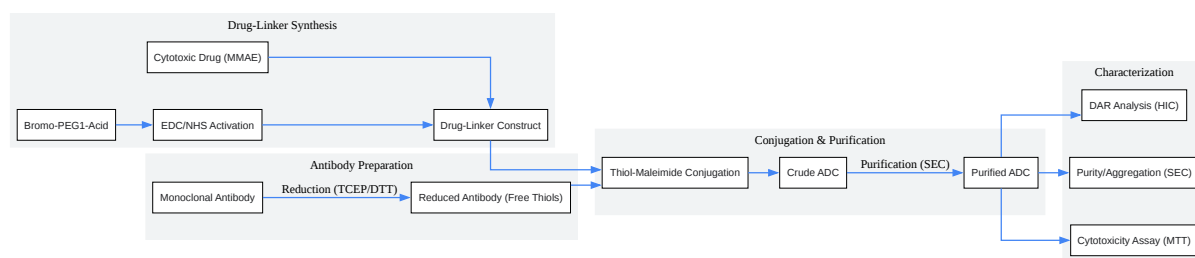 Drug-Linker Synthesis
Cytotoxic Drug (MMAE)
Bromo-PEG1-Acid
EDC/NHS Activation
Drug-Linker Construct
Antibody Preparation
Monoclonal Antibody
Reduction (TCEP/DTT)
Reduced Antibody (Free Thiols)
Conjugation & Purification
Thiol-Maleimide Conjugation
Crude ADC
Purification (SEC)
Purified ADC
Characterization
DAR Analysis (HIC)
Purity/Aggregation (SEC)
Cytotoxicity Assay (MTT)